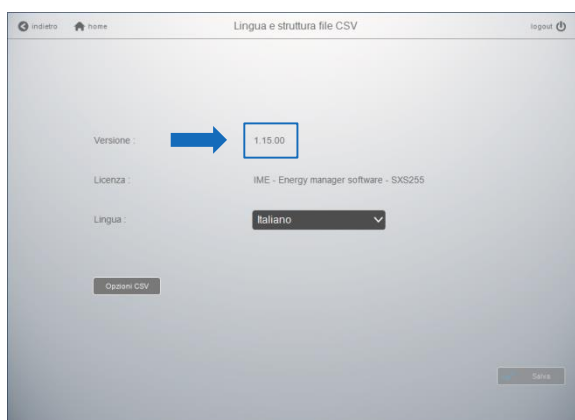 indietro home Lingua e struttura file CSV logout
Versione : 1.15.00
Licenza : IME - Energy manager software - SXS255
Lingua : Italiano
Opzioni CSV
Salva